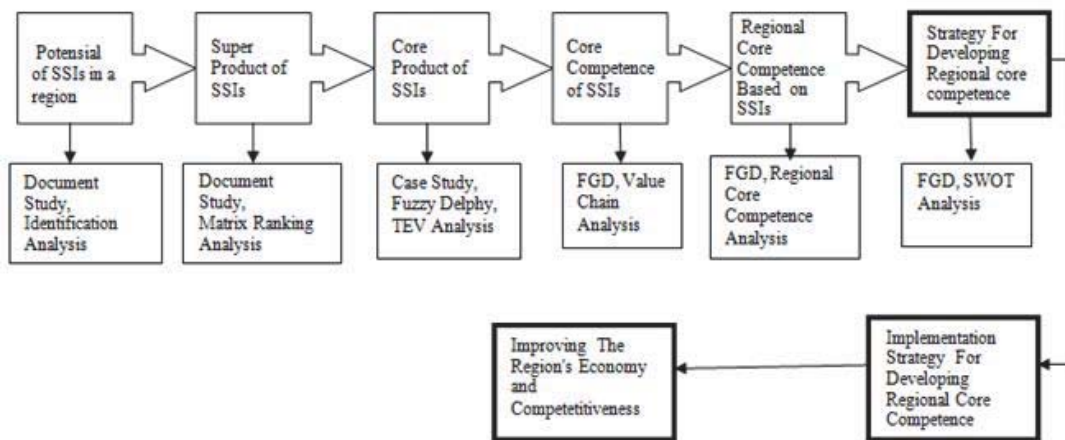 Potensial
of SSIs in a
region
Super
Product of
SSIs
Core
Product of
SSIs
Core
Competence
of SSIs
Regional
Core
Competence
Based on
SSIs
Strategy For
Developing
Regional core
competence
Document
Study,
Identification
Analysis
Document
Study,
Matrix Ranking
Analysis
Case Study,
Fuzzy Delphy,
TEV Analysis
FGD, Value
Chain
Analysis
FGD, Regional
Core
Competence
Analysis
FGD, SWOT
Analysis
Improving The
Region's Economy
and
Competetitiveness
Implementation
Strategy For
Developing
Regional Core
Competence